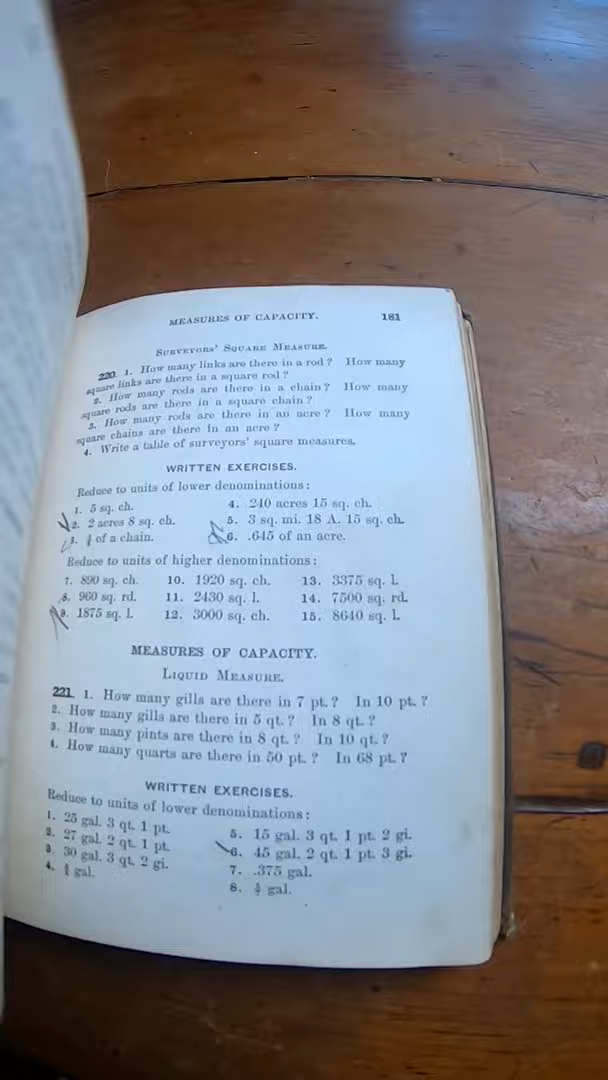 MEASURES OF CAPACITY. 181
SURVEYORS' SQUARE MEASURE.
220. 1. How many links are there in a rod? How many
square links are there in a square rod?
2. How many rods are there in a chain? How many
square rods are there in a square chain?
3. How many rods are there in an acre? How many
square chains are there in an acre?
4. Write a table of surveyors' square measures.
WRITTEN EXERCISES.
Reduce to units of lower denominations:
1. 5 sq. ch. 4. 240 acres 15 sq. ch.
2. 2 acres 8 sq. ch. 5. 3 sq. mi. 18 A. 15 sq. ch.
3. of a chain. 6. .645 of an acre.
Reduce to units of higher denominations:
7. 890 sq. ch. 10. 1920 sq. ch. 13. 3375 sq. l.
8. 960 sq. rd. 11. 2430 sq. l. 14. 7500 sq. rd.
9. 1875 sq. l. 12. 3000 sq. ch. 15. 8640 sq. l.
MEASURES OF CAPACITY.
LIQUID MEASURE.
221. 1. How many gills are there in 7 pt.? In 10 pt.?
2. How many gills are there in 5 qt.? In 8 qt.?
3. How many pints are there in 8 qt.? In 10 qt.?
4. How many quarts are there in 50 pt.? In 68 pt.?
WRITTEN EXERCISES.
Reduce to units of lower denominations:
1. 25 gal. 3 qt. 1 pt. 5. 15 gal. 3 qt. 1 pt. 2 gi.
2. 27 gal. 2 qt. 1 pt. 6. 45 gal. 2 qt. 1 pt. 3 gi.
3. 30 gal. 3 qt. 2 gi. 7. .375 gal.
4. gal. 8. gal.